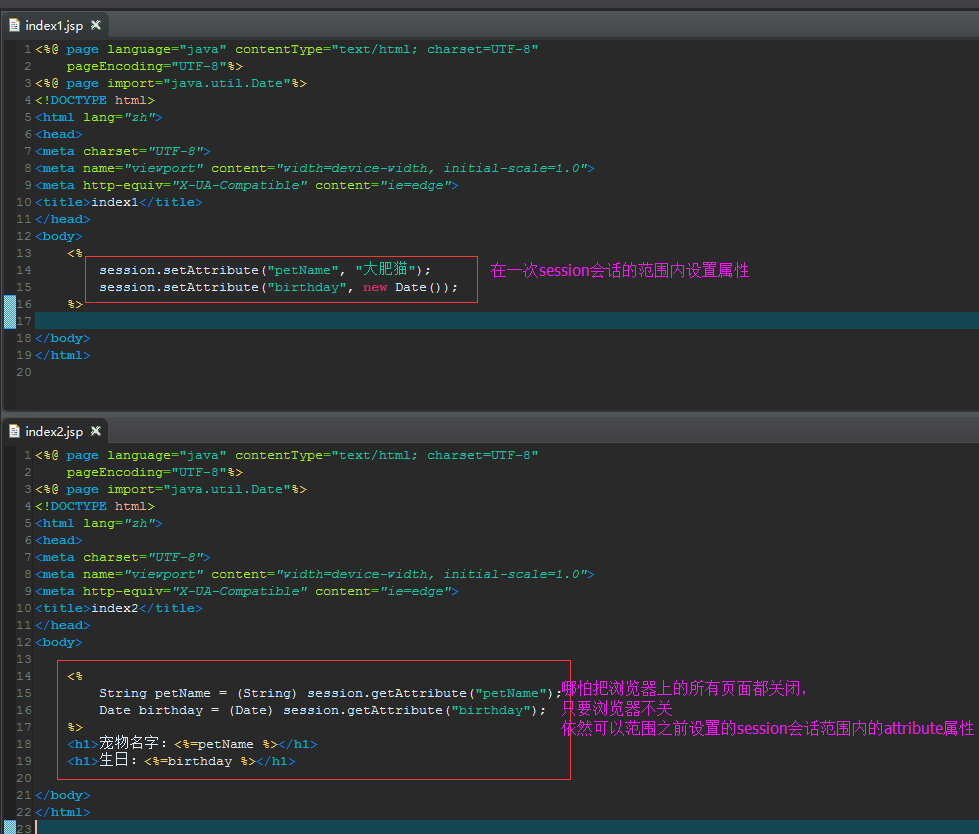 index1.jsp
1 <%@ page language="java" contentType="text/html; charset=UTF-8"
2 pageEncoding="UTF-8"%>
3 <%@ page import="java.util.Date"%>
4 <!DOCTYPE html>
5 <html lang="zh">
6 <head>
7 <meta charset="UTF-8">
8 <meta name="viewport" content="width=device-width, initial-scale=1.0">
9 <meta http-equiv="X-UA-Compatible" content="ie=edge">
10 <title>index1</title>
11 </head>
12 <body>
13 <%
14 session.setAttribute("petName", "大肥猫");
在一次session会话的范围内设置属性
15 session.setAttribute("birthday", new Date());
16 %>
17
18 </body>
19 </html>
20
index2.jsp
1 <%@ page language="java" contentType="text/html; charset=UTF-8"
2 pageEncoding="UTF-8"%>
3 <%@ page import="java.util.Date"%>
4 <!DOCTYPE html>
5 <html lang="zh">
6 <head>
7 <meta charset="UTF-8">
8 <meta name="viewport" content="width=device-width, initial-scale=1.0">
9 <meta http-equiv="X-UA-Compatible" content="ie=edge">
10 <title>index2</title>
11 </head>
12 <body>
13
14 <%
15 String petName = (String) session.getAttribute("petName");
哪怕把浏览器上的所有页面都关闭,
16 Date birthday = (Date) session.getAttribute("birthday");
只要浏览器不关
17 %>
依然可以范围之前设置的session会话范围内的attribute属性
18 <h1>宠物名字：<%=petName %></h1>
19 <h1>生日：<%=birthday %></h1>
20
21 </body>
22 </html>
23